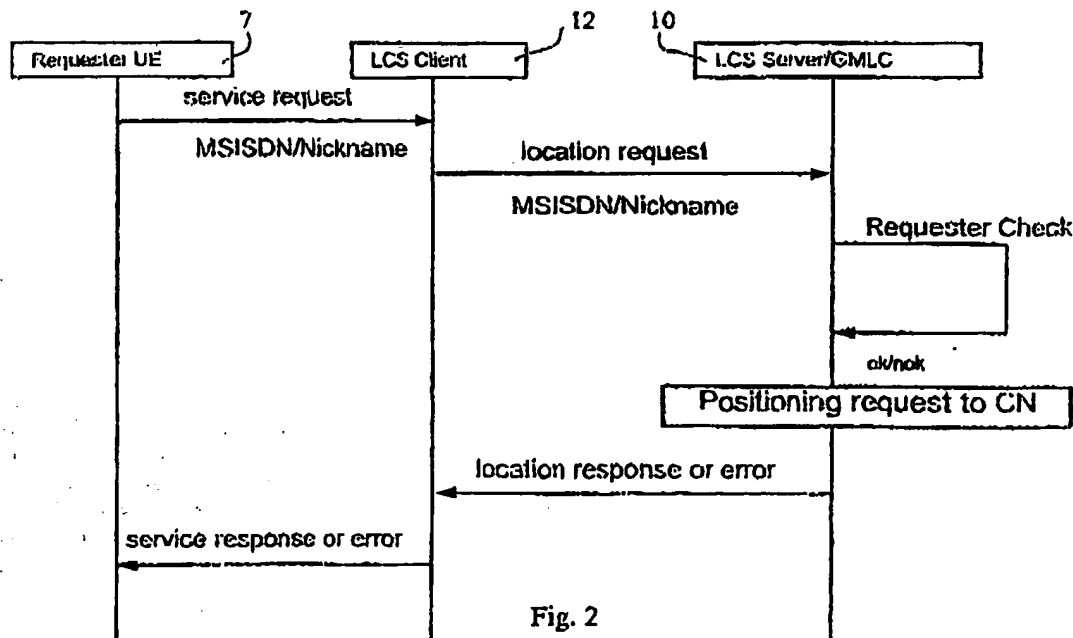 7
12
10
Requester UE
LCS Client
LCS Server/GMLC
service request
MSISDN/Nickname
location request
MSISDN/Nickname
Requester Check
ok/nok
Positioning request to CN
location response or error
service response or error
Fig. 2